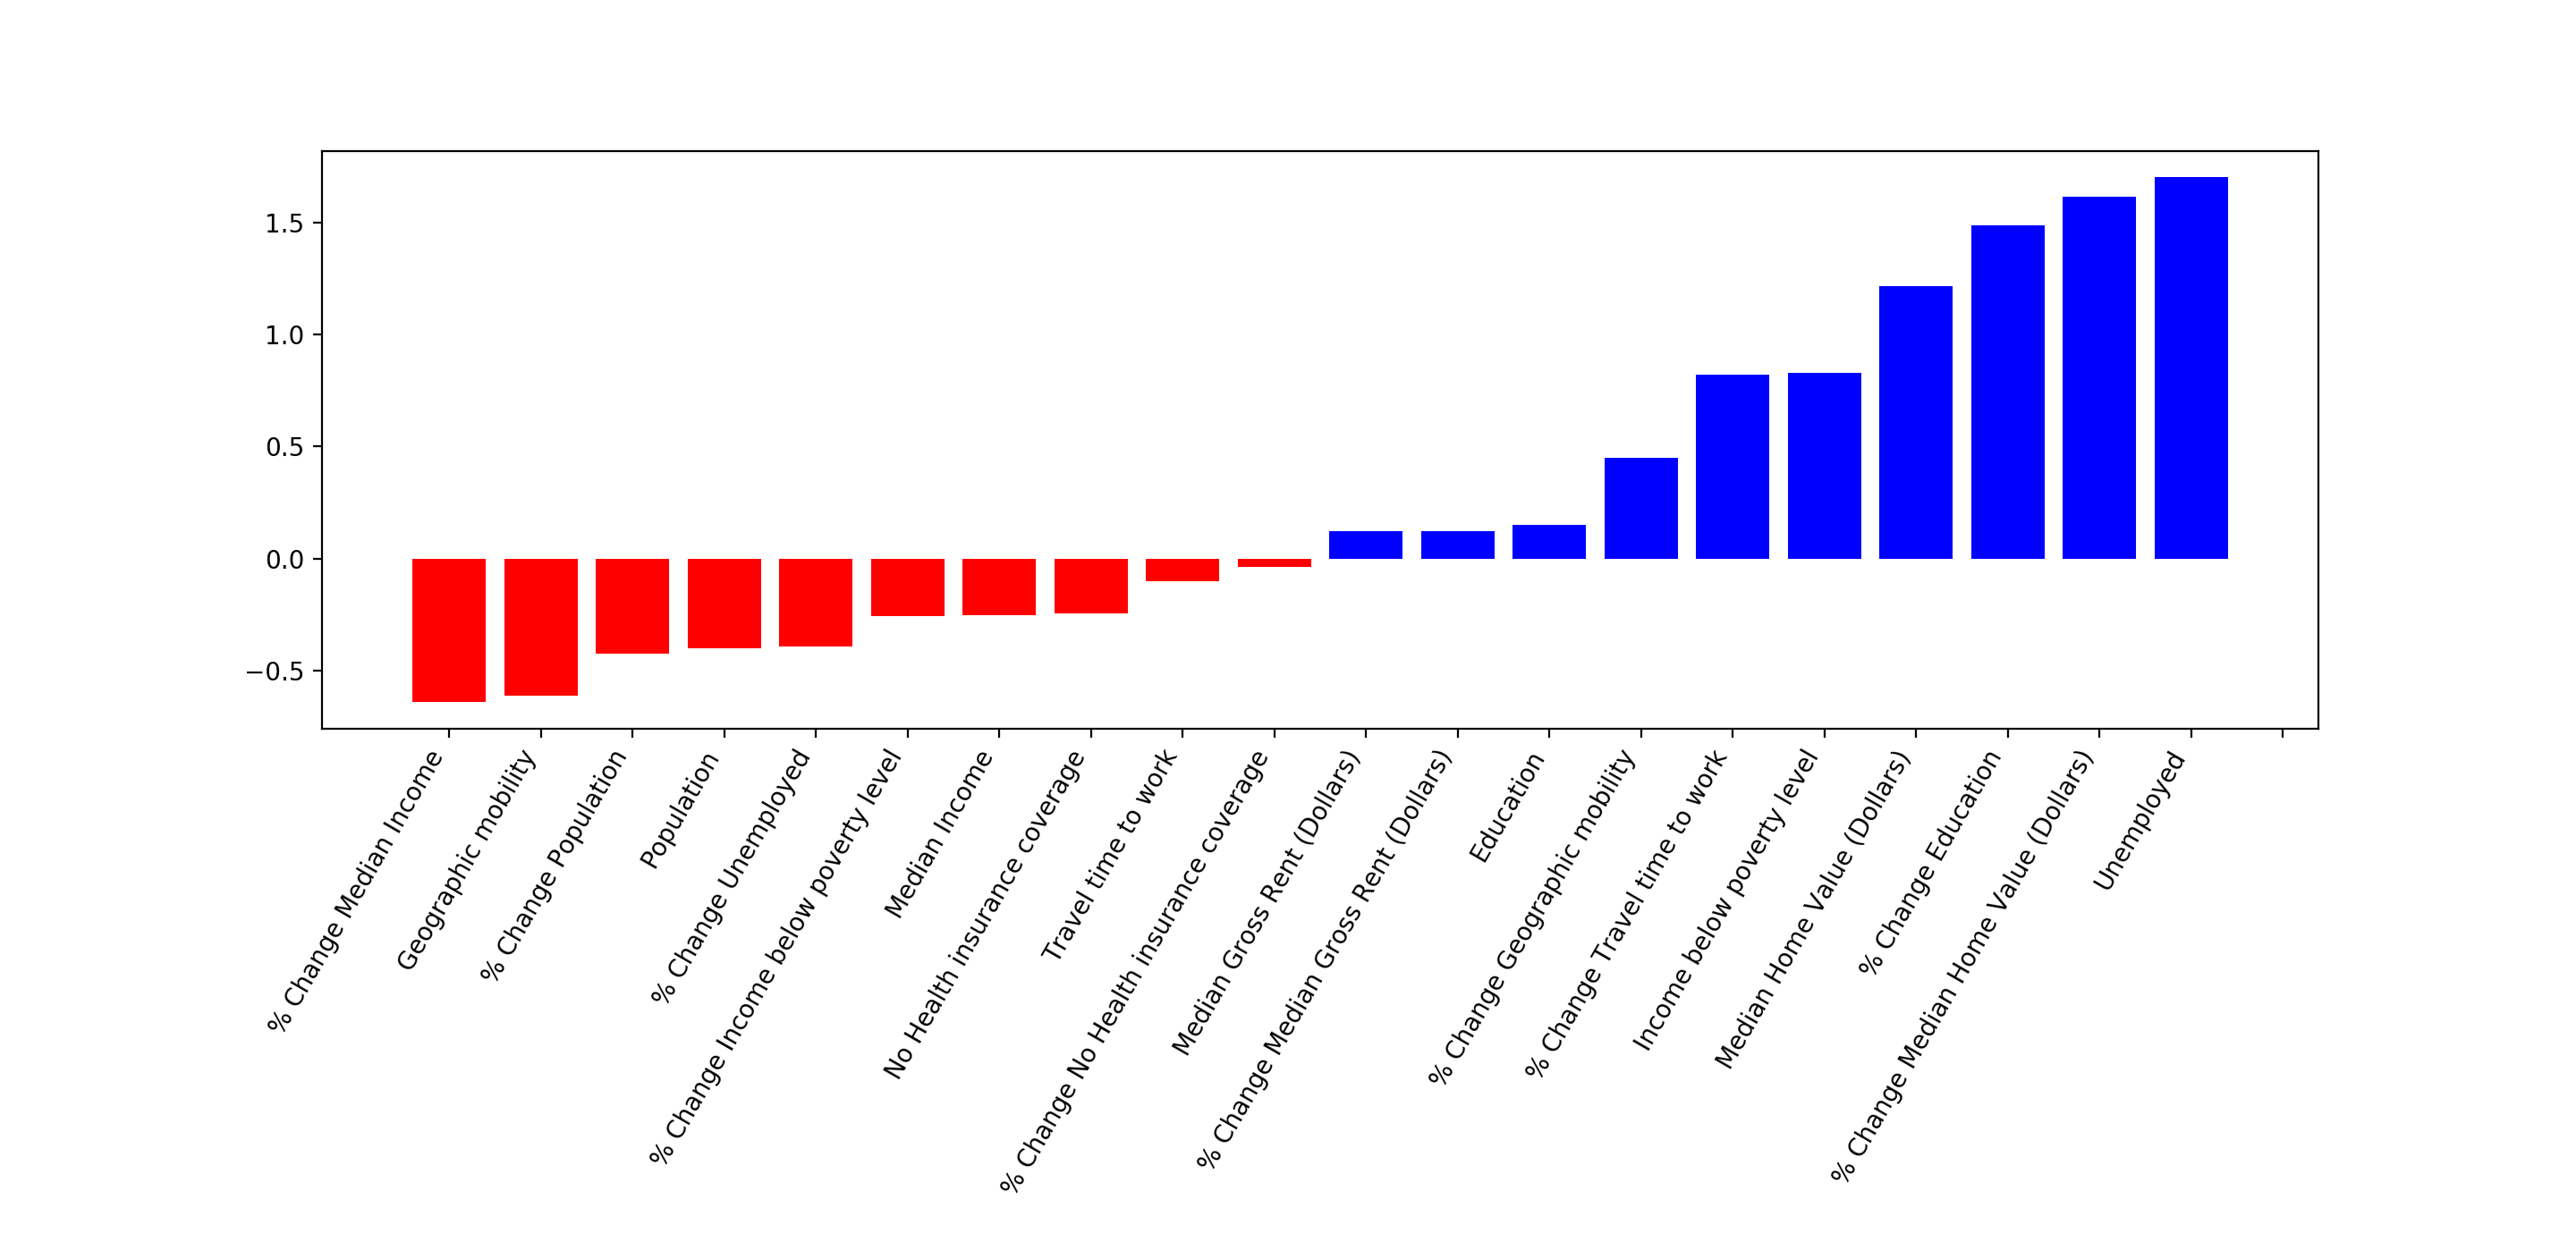 1.5
1.0
0.5
0.0
−0.5
% Change Median Income
Geographic mobility
% Change Population
Population
% Change Unemployed
% Change Income below poverty level
Median Income
No Health insurance coverage
Travel time to work
% Change No Health insurance coverage
Median Gross Rent (Dollars)
% Change Median Gross Rent (Dollars)
Education
% Change Geographic mobility
% Change Travel time to work
Income below poverty level
Median Home Value (Dollars)
% Change Education
% Change Median Home Value (Dollars)
Unemployed